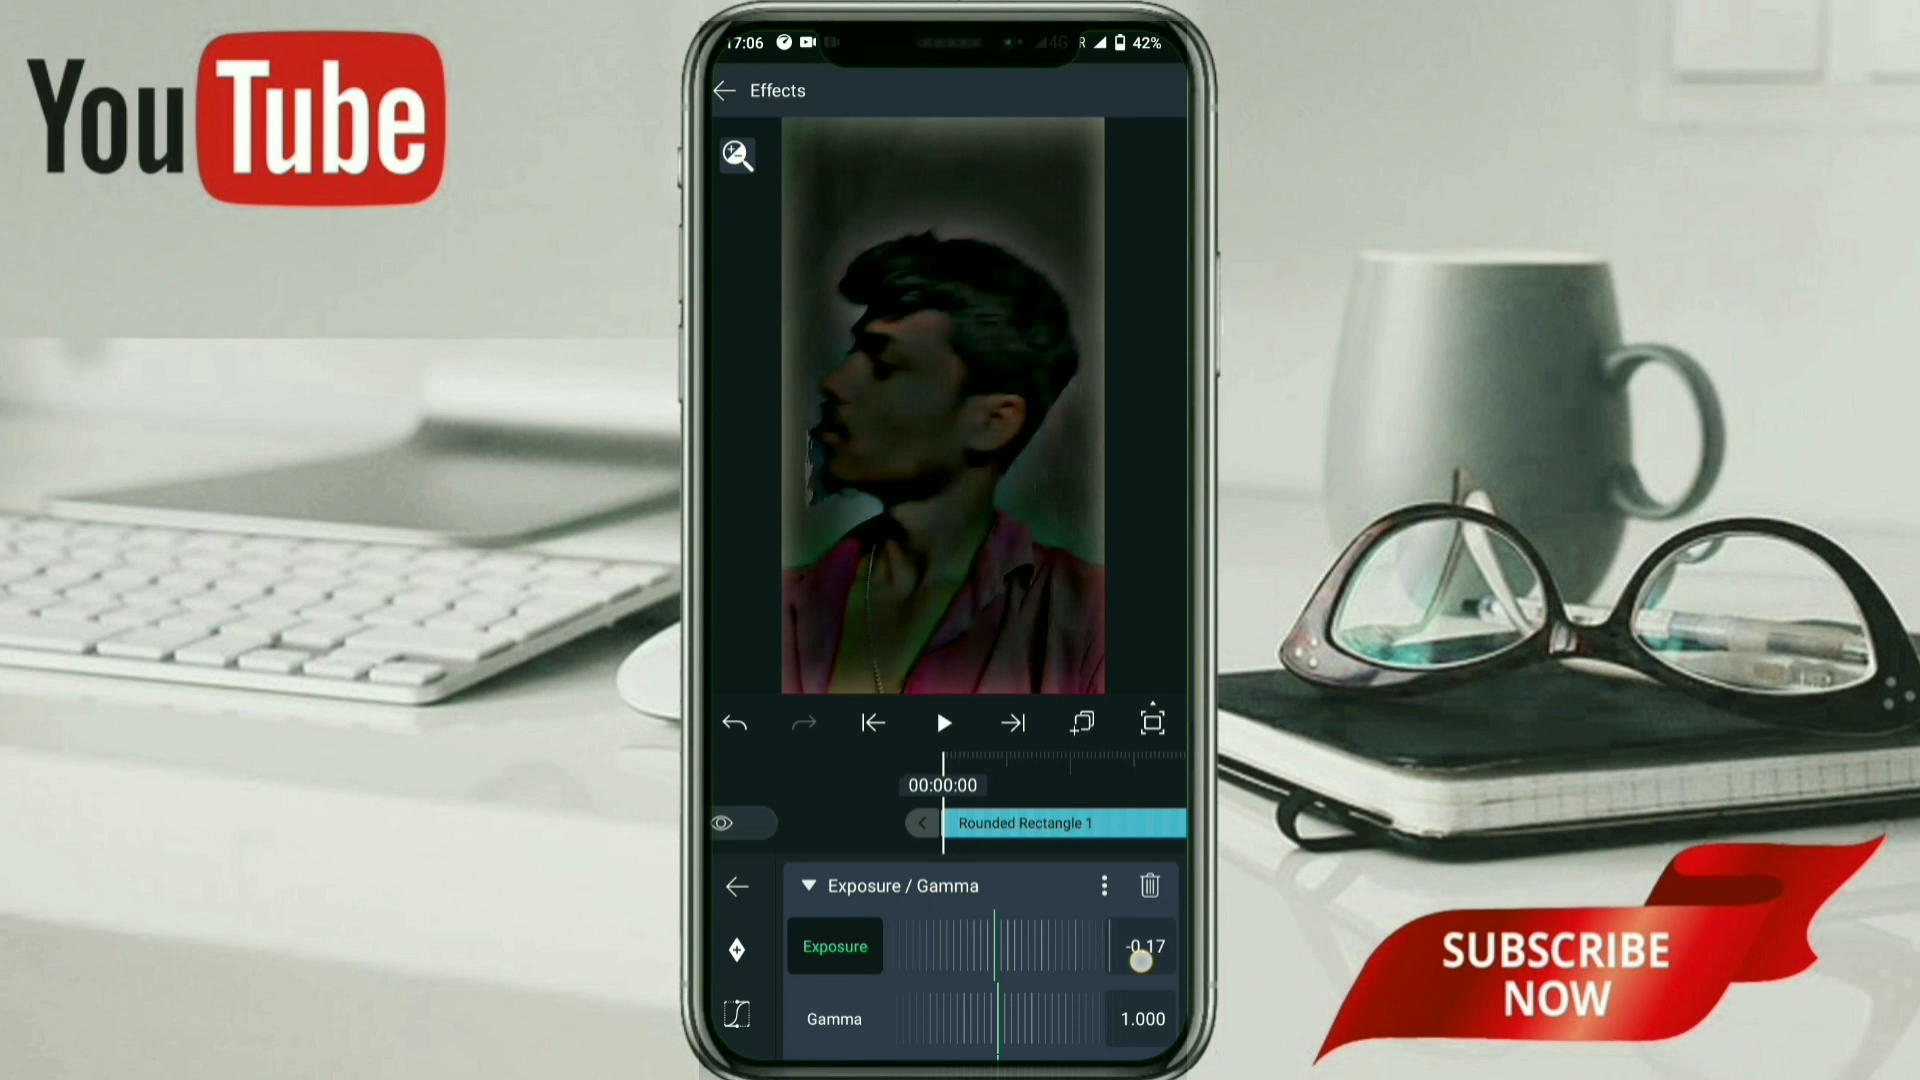 YouTube
17:06
4G
R
42%
Effects
00:00:00
Rounded Rectangle 1
Exposure / Gamma
Exposure
-0.17
Gamma
1.000
SUBSCRIBE
NOW